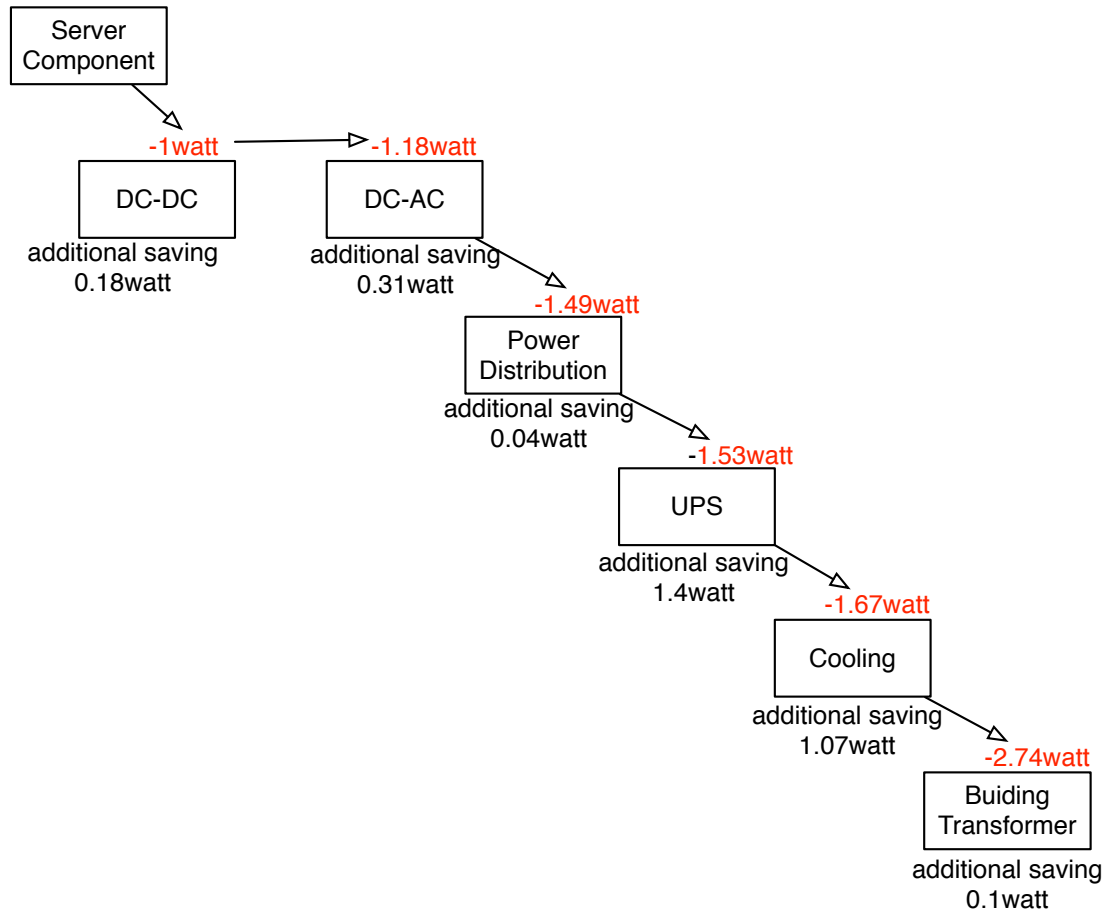 Server
Component
-1watt
-1.18watt
DC-DC
DC-AC
additional saving
0.18watt
additional saving
0.31watt
-1.49watt
Power
Distribution
additional saving
0.04watt
-1.53watt
UPS
additional saving
1.4watt
-1.67watt
Cooling
additional saving
1.07watt
-2.74watt
Buiding
Transformer
additional saving
0.1watt